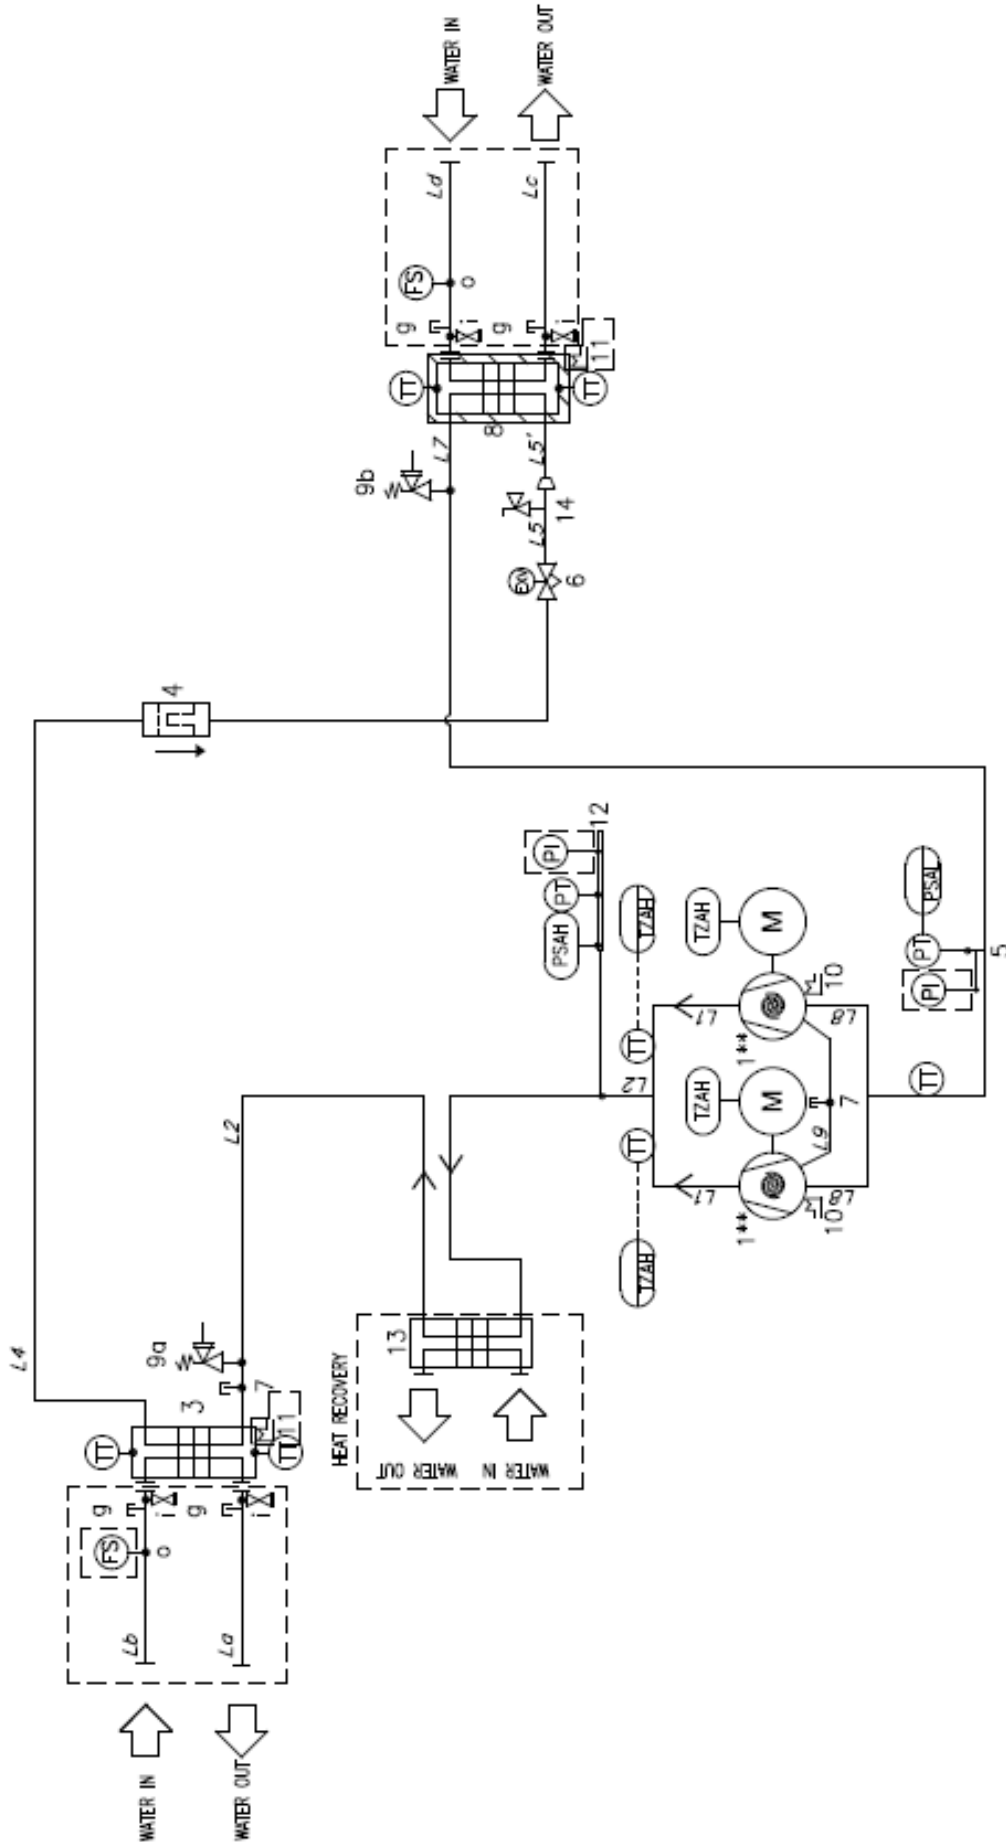 L4
FS
TT
Lb
WATER IN
o
g
i
9a
4
3
g
i
La
WATER OUT
L2
7
11
TT
HEAT RECOVERY
9b
13
WATER OUT
WATER IN
TT
FS
g
L7
Ld
WATER IN
o
i
8
g
6
EXV
L5
L5'
14
Lc
WATER OUT
i
TT
11
PSAH
PT
PI
12
TZAH
TT
L2
TT
TZAH
L1
TZAH
L1
TZAH
1**
M
1**
M
L9
10
7
10
L8
L8
TT
PI
PT
PSAL
5